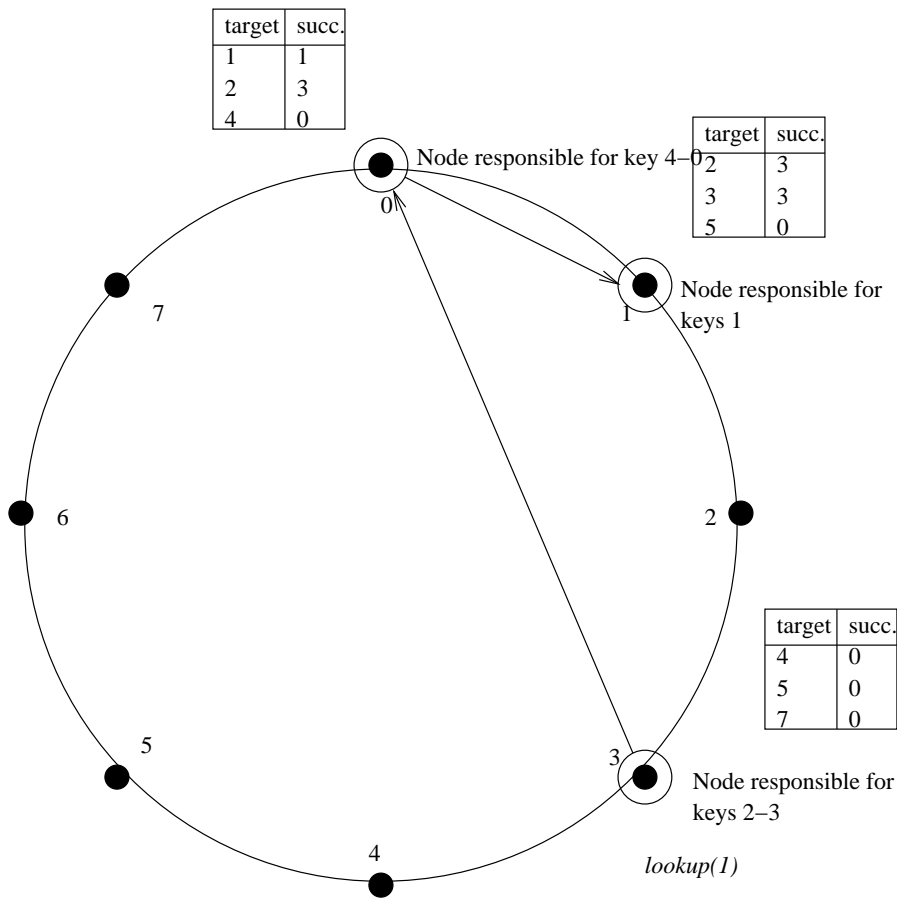 target succ.
1 1
2 3
4 0
Node responsible for key 4–0
target succ.
2 3
3 3
5 0
0
Node responsible for
keys 1
1
7
6
2
target succ.
4 0
5 0
7 0
5
3
Node responsible for
keys 2–3
4
lookup(1)